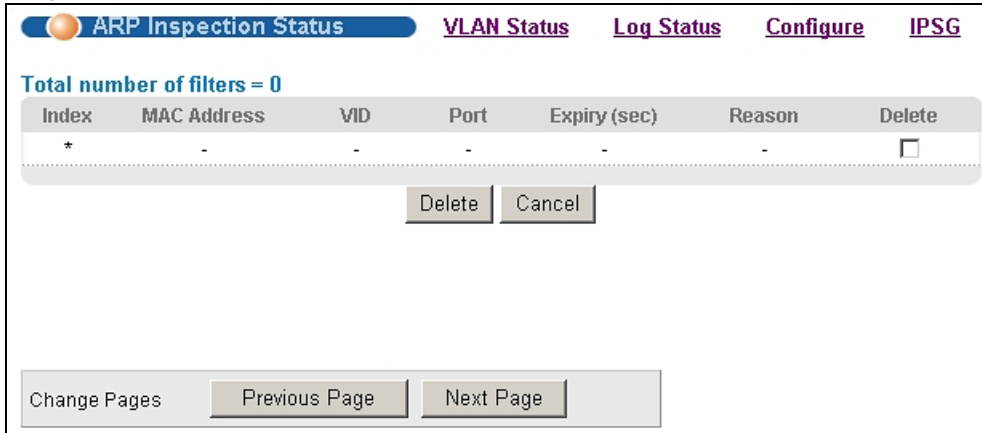 ARP Inspection Status VLAN Status Log Status Configure IPSG
Total number of filters = 0
Index MAC Address VID Port Expiry (sec) Reason Delete
* - - - - -
Delete Cancel
Change Pages Previous Page Next Page